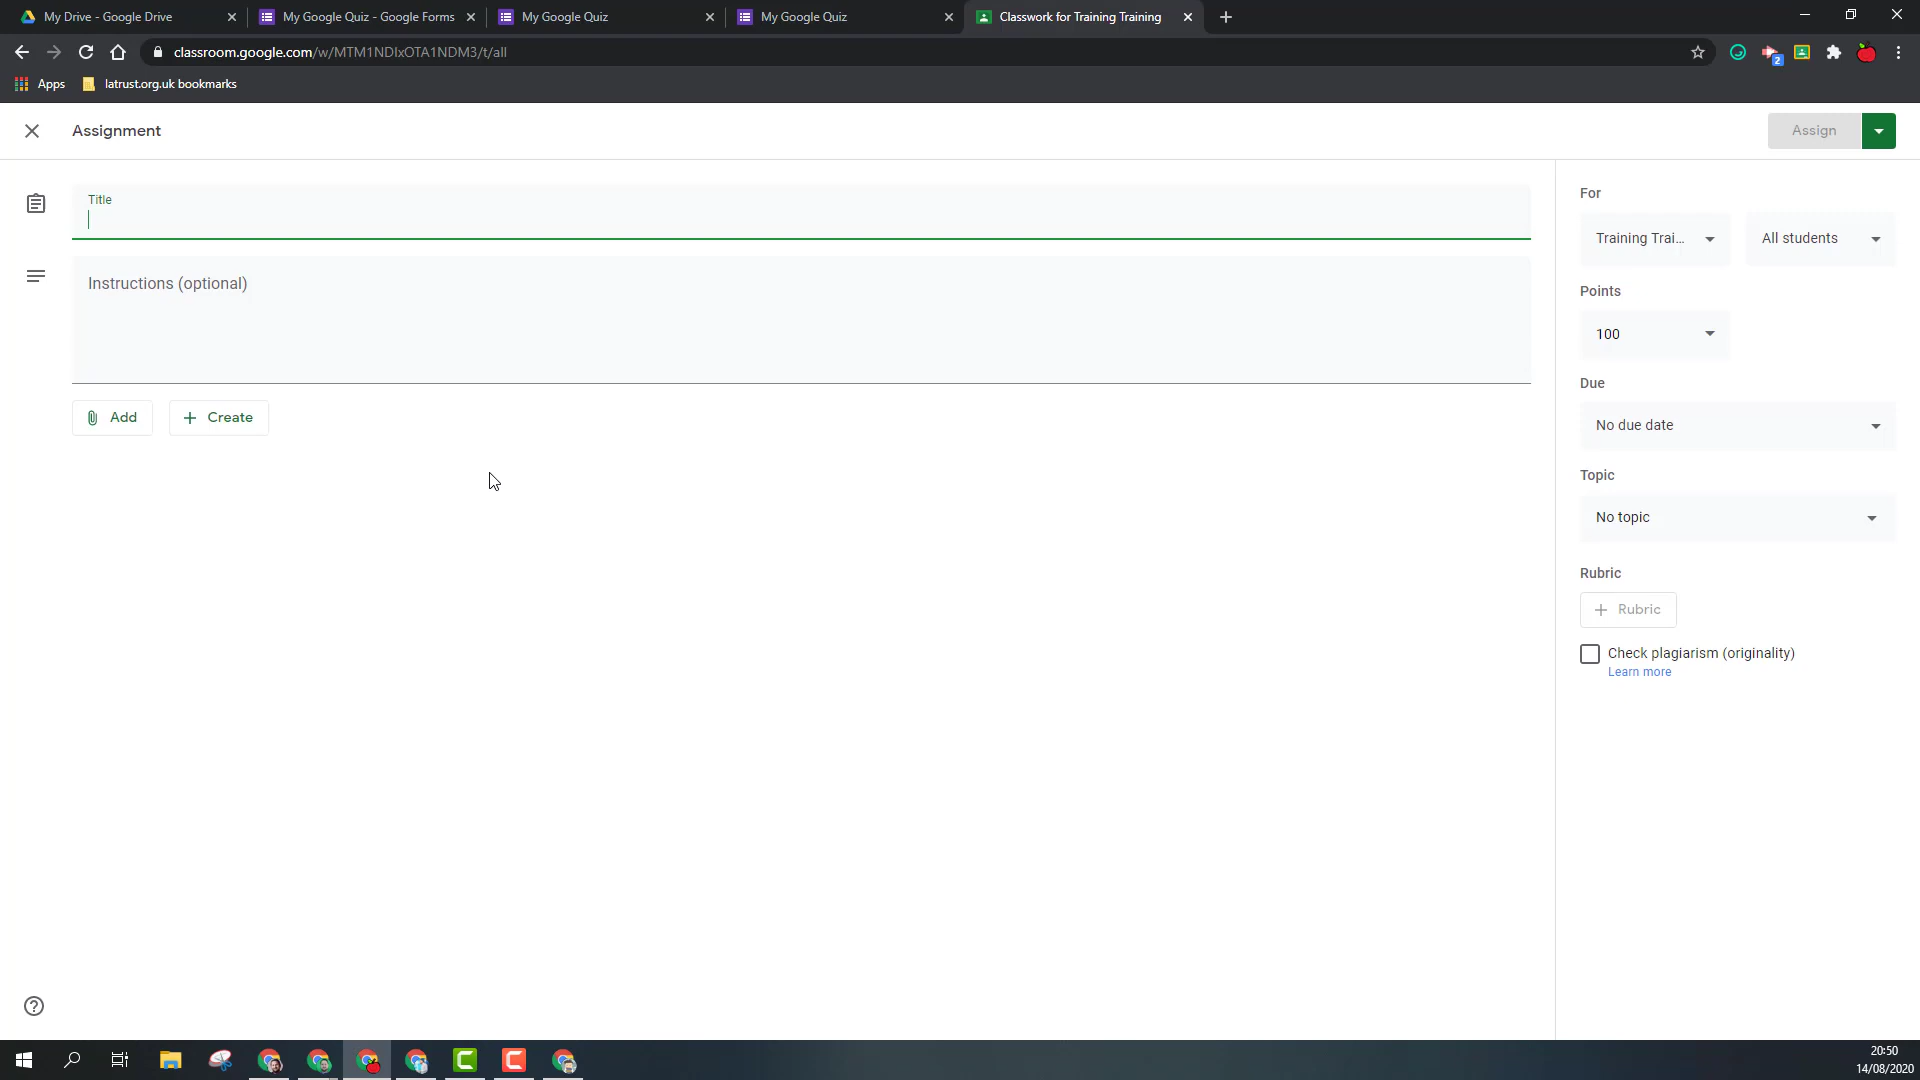 My Drive - Google Drive
My Google Quiz - Google Forms
My Google Quiz
My Google Quiz
Classwork for Training Training
classroom.google.com/w/MTM1NDIxOTA1NDM3/t/all
2
Apps
latrust.org.uk bookmarks
Assignment
Assign
Title
Instructions (optional)
Add
Create
For
Training Trai...
All students
Points
100
Due
No due date
Topic
No topic
Rubric
Rubric
Check plagiarism (originality)
Learn more
20:50
14/08/2020